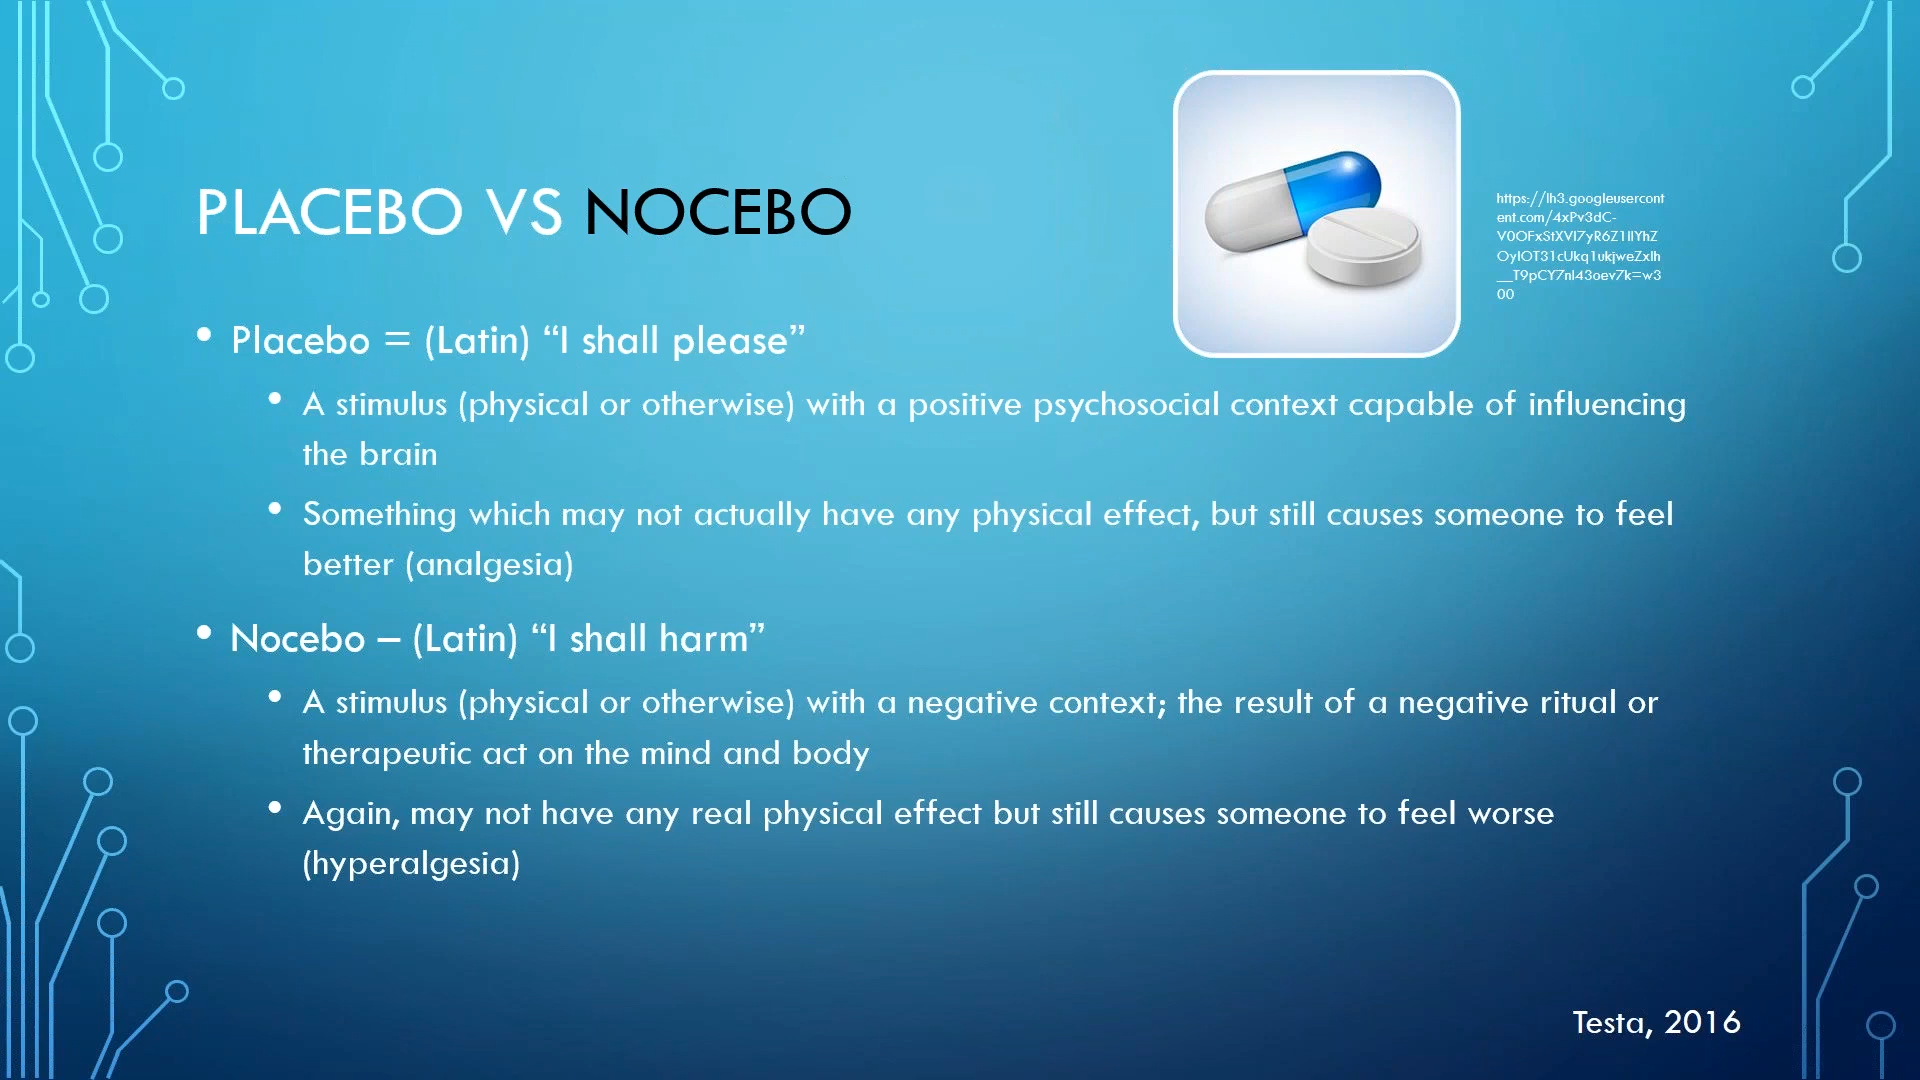 PLACEBO VS NOCEBO
https://lh3.googleusercont
ent.com/4xPv3dC-
V0OFxStXVI7yR6Z1IIYhZ
OyIOT31cUkq1ukjweZxIh
__T9pCY7nI43oev7k=w3
00
• Placebo = (Latin) “I shall please”
• A stimulus (physical or otherwise) with a positive psychosocial context capable of influencing
the brain
• Something which may not actually have any physical effect, but still causes someone to feel
better (analgesia)
• Nocebo – (Latin) “I shall harm”
• A stimulus (physical or otherwise) with a negative context; the result of a negative ritual or
therapeutic act on the mind and body
• Again, may not have any real physical effect but still causes someone to feel worse
(hyperalgesia)
Testa, 2016